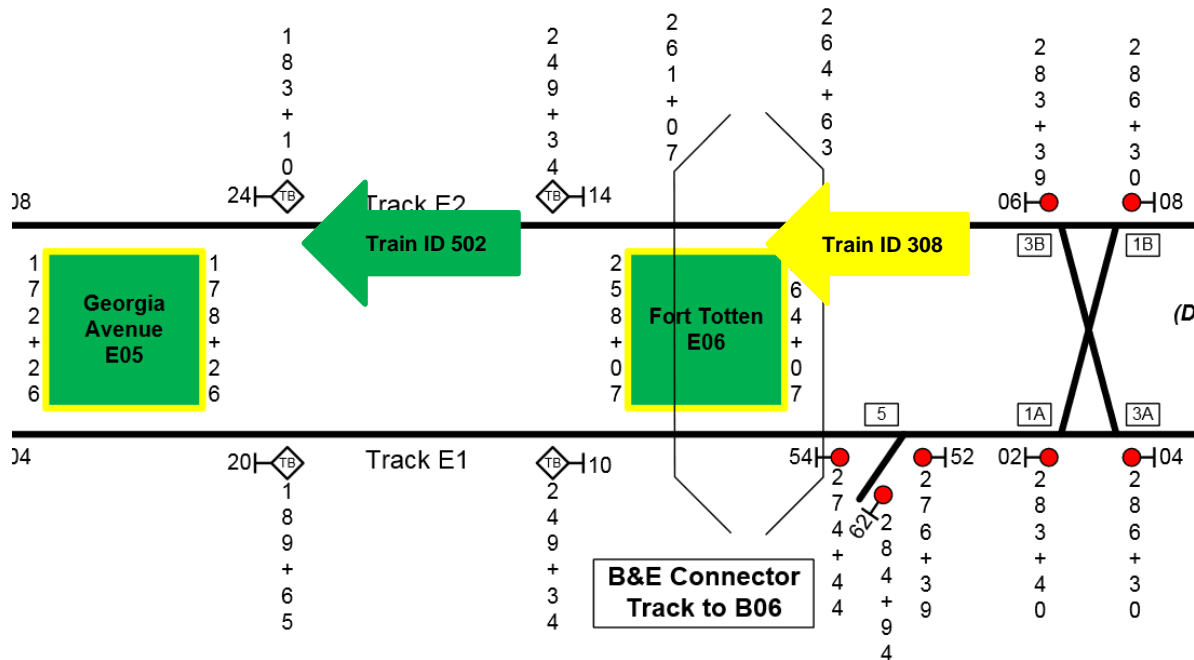 183+10
249+34
261+07
264+63
283+39
286+30
08
24
TB
Track E2
TB
14
06
08
Train ID 502
Train ID 308
3B
1B
172+26
Georgia
Avenue
E05
178+26
258+07
Fort Totten
E06
64+07
(D
5
1A
3A
04
20
TB
Track E1
TB
10
54
52
02
04
62
189+65
249+34
274+44
284+94
276+39
283+40
286+30
B&E Connector
Track to B06